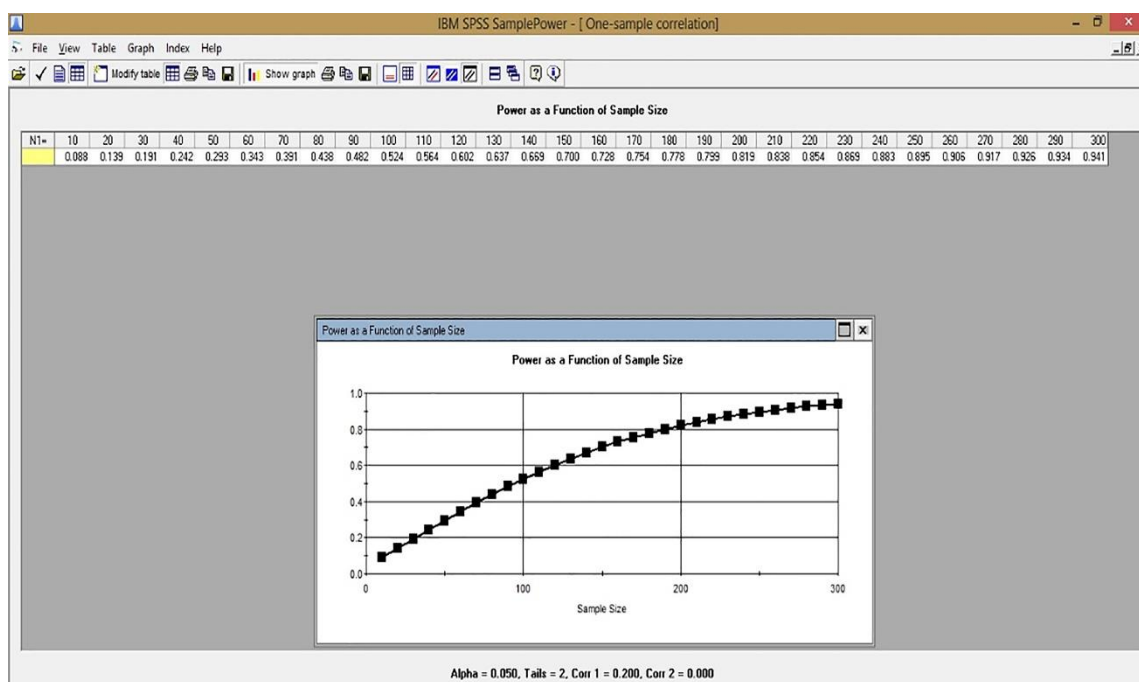 IBM SPSS SamplePower - [ One-sample correlation]
File View Table Graph Index Help
Modify table Show graph
Power as a Function of Sample Size
N1= 10 20 30 40 50 60 70 80 90 100 110 120 130 140 150 160 170 180 190 200 210 220 230 240 250 260 270 280 290 300
0.088 0.139 0.191 0.242 0.293 0.343 0.391 0.438 0.482 0.524 0.564 0.602 0.637 0.669 0.700 0.728 0.754 0.778 0.799 0.819 0.838 0.854 0.869 0.883 0.895 0.906 0.917 0.926 0.934 0.941
Power as a Function of Sample Size
Power as a Function of Sample Size
1.0
0.8
0.6
0.4
0.2
0.0
0 100 200 300
Sample Size
Alpha = 0.050, Tails = 2, Corr 1 = 0.200, Corr 2 = 0.000